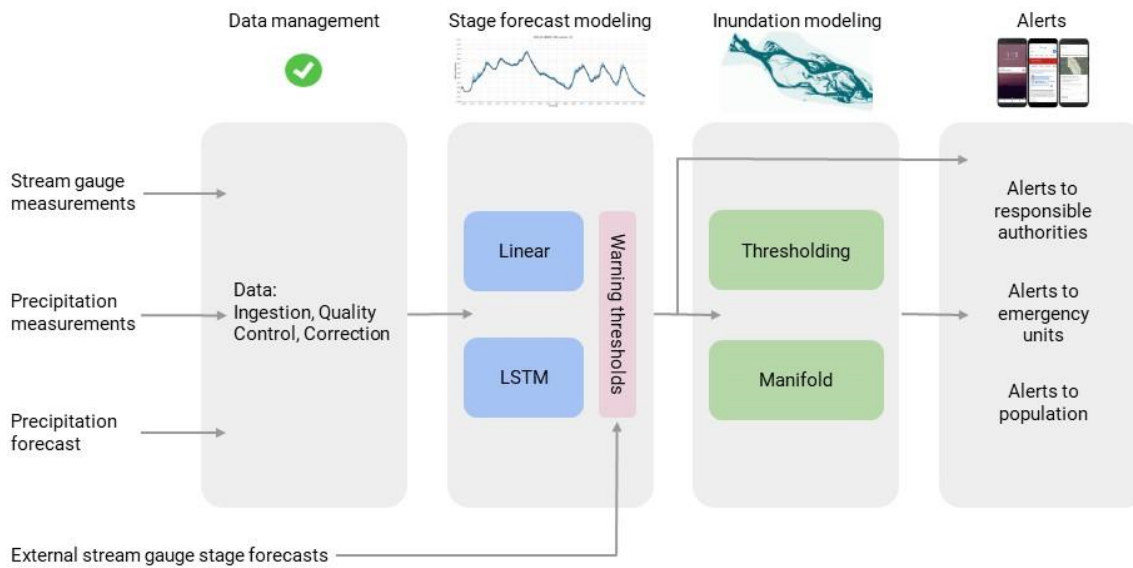 Data management
Stage forecast modeling
Inundation modeling
Alerts
Stream gauge
measurements
Precipitation
measurements
Precipitation
forecast
External stream gauge stage forecasts
Data:
Ingestion, Quality
Control, Correction
Linear
LSTM
Warning thresholds
Thresholding
Manifold
Alerts to
responsible
authorities
Alerts to
emergency
units
Alerts to
population